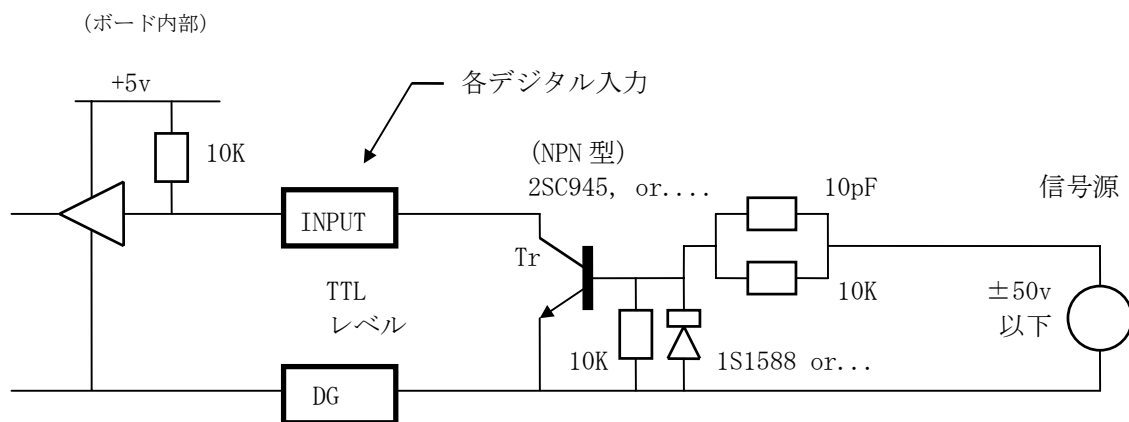 (ボード内部)
+5v
各デジタル入力
10K
(NPN 型)
2SC945, or....
10pF
信号源
INPUT
Tr
10K
TTL
レベル
±50v
以下
10K
1S1588 or...
DG